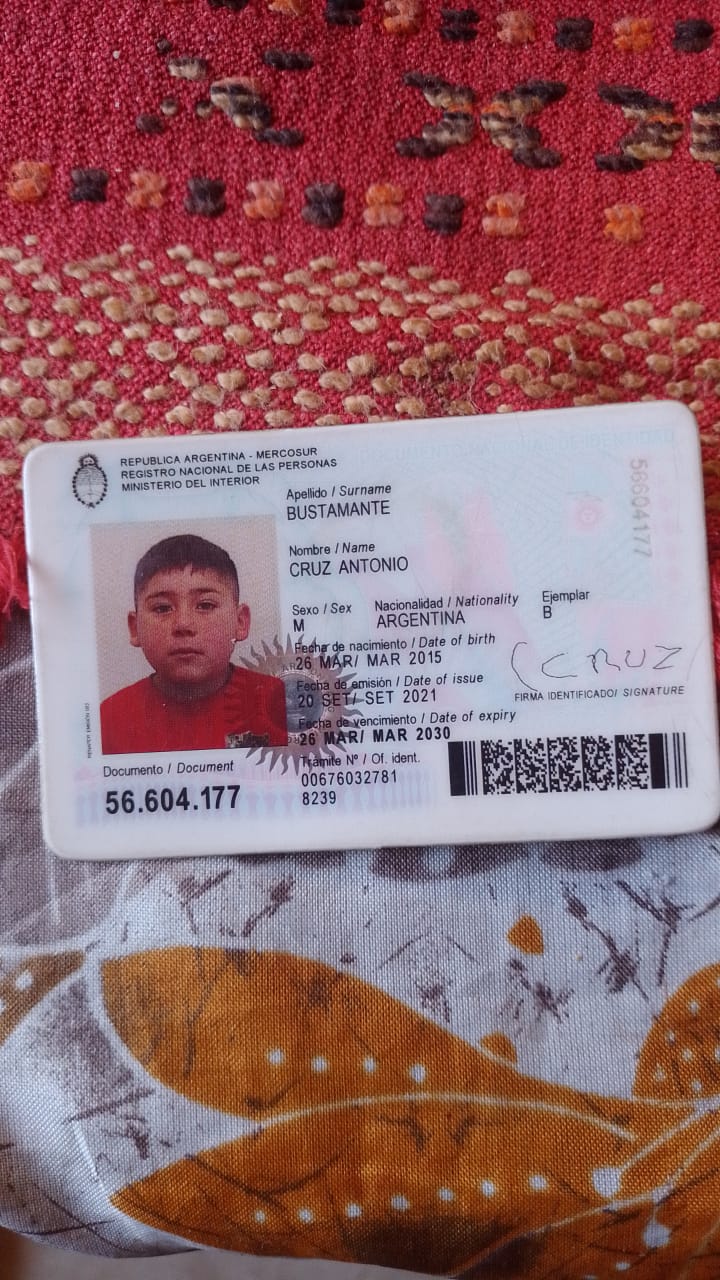 REPUBLICA ARGENTINA - MERCOSUR
REGISTRO NACIONAL DE LAS PERSONAS
MINISTERIO DEL INTERIOR
DOCUMENTO NACIONAL DE IDENTIDAD
Apellido / Surname
BUSTAMANTE
Nombre / Name
CRUZ ANTONIO
Sexo / Sex Nacionalidad / Nationality Ejemplar
M ARGENTINA B
Fecha de nacimiento / Date of birth
26 MAR/ MAR 2015
Fecha de emisión / Date of issue
20 SET/ SET 2021
Fecha de vencimiento / Date of expiry
26 MAR/ MAR 2030
CRUZ
FIRMA IDENTIFICADO/ SIGNATURE
Documento / Document
56.604.177
Trámite Nº / Of. ident.
00676032781
8239
56604177